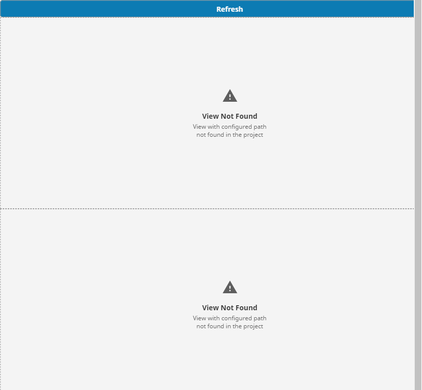 Refresh
View Not Found
View with configured path
not found in the project
View Not Found
View with configured path
not found in the project